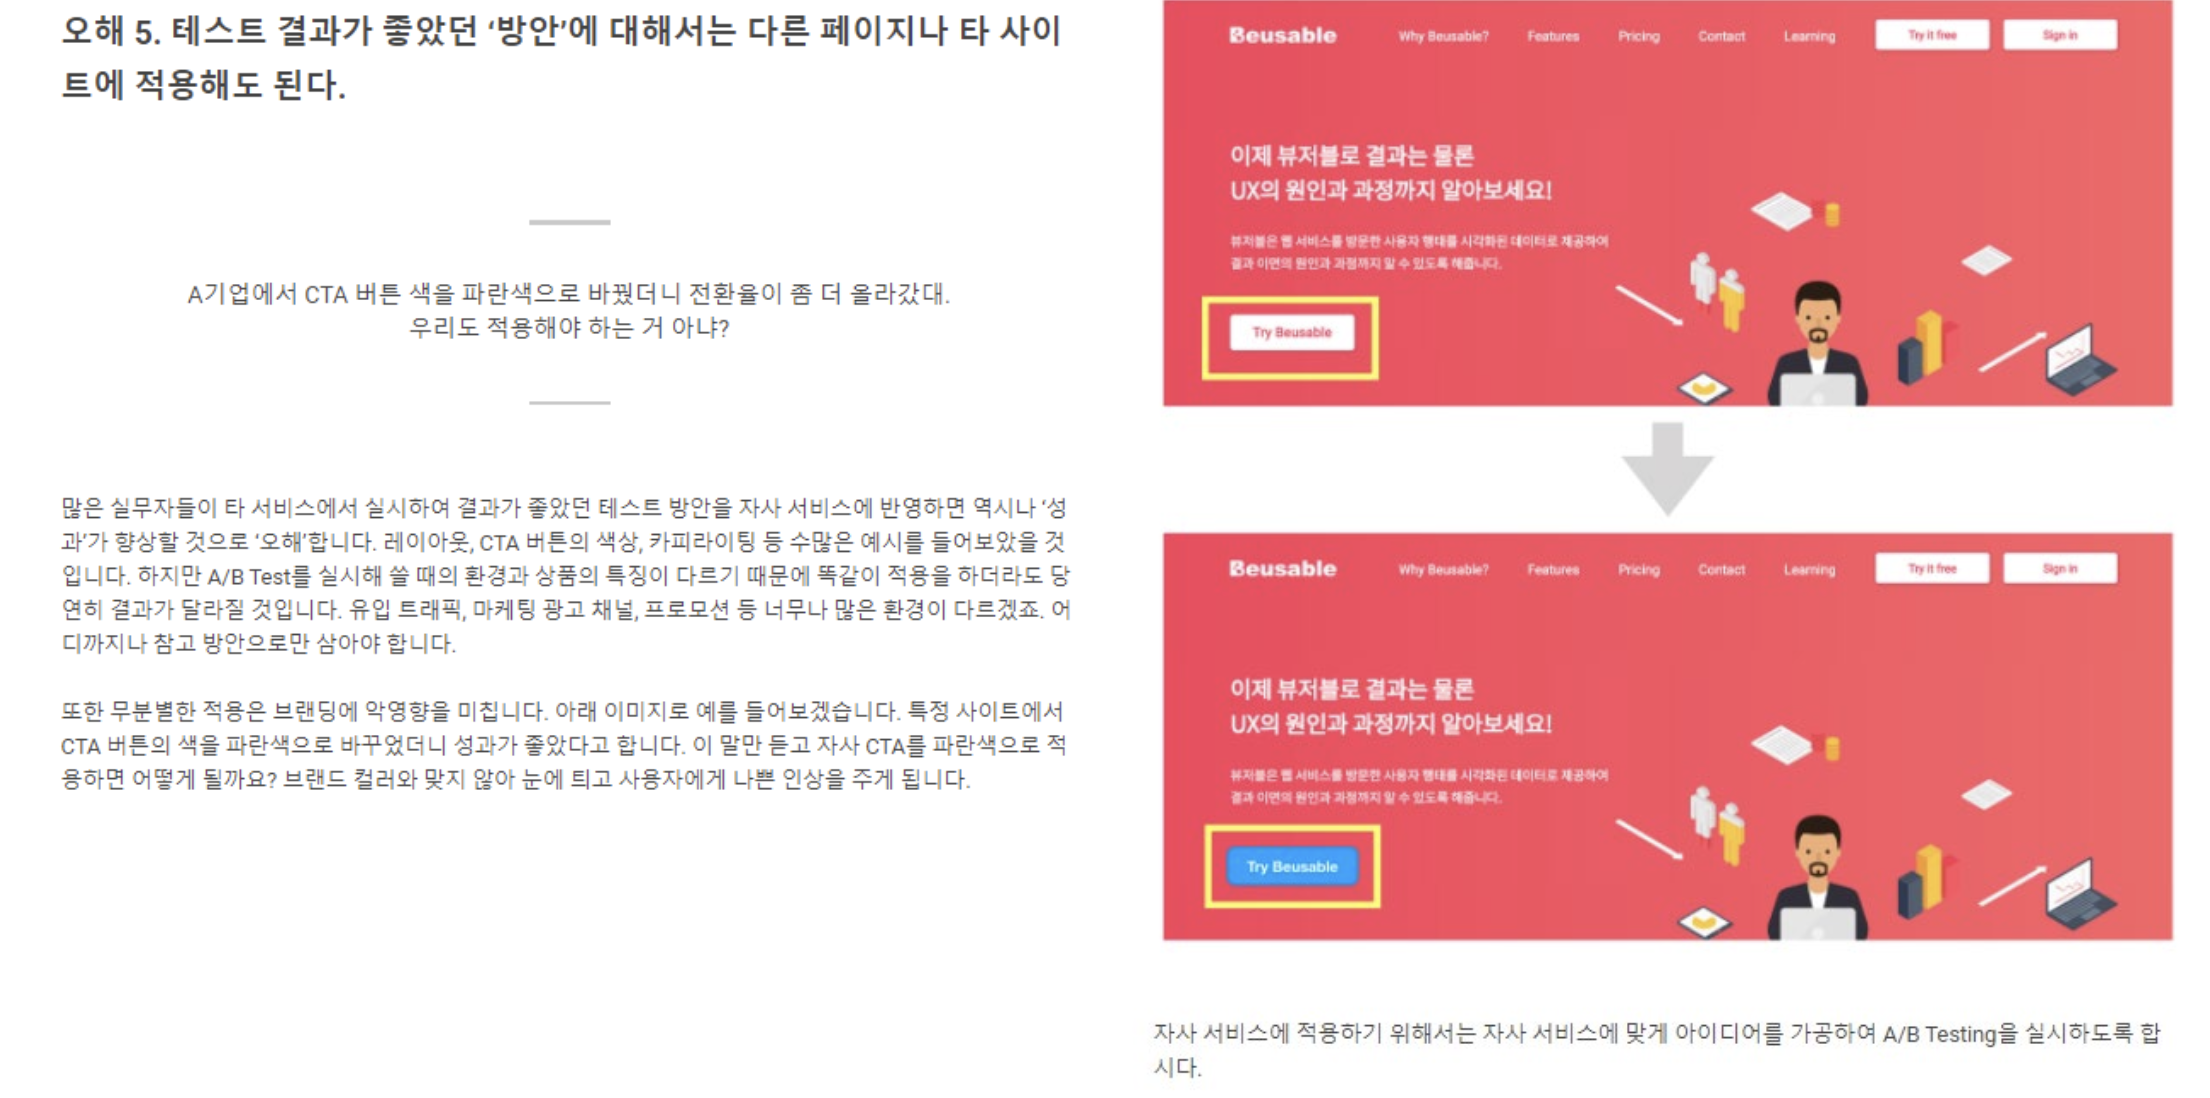 오해 5. 테스트 결과가 좋았던 ‘방안’에 대해서는 다른 페이지나 타 사이
트에 적용해도 된다.
A기업에서 CTA 버튼 색을 파란색으로 바꿨더니 전환율이 좀 더 올라갔대.
우리도 적용해야 하는 거 아냐?
많은 실무자들이 타 서비스에서 실시하여 결과가 좋았던 테스트 방안을 자사 서비스에 반영하면 역시나 ‘성
과’가 향상할 것으로 ‘오해’합니다. 레이아웃, CTA 버튼의 색상, 카피라이팅 등 수많은 예시를 들어보았을 것
입니다. 하지만 A/B Test를 실시해 쓸 때의 환경과 상품의 특징이 다르기 때문에 똑같이 적용을 하더라도 당
연히 결과가 달라질 것입니다. 유입 트래픽, 마케팅 광고 채널, 프로모션 등 너무나 많은 환경이 다르겠죠. 어
디까지나 참고 방안으로만 삼아야 합니다.
또한 무분별한 적용은 브랜딩에 악영향을 미칩니다. 아래 이미지로 예를 들어보겠습니다. 특정 사이트에서
CTA 버튼의 색을 파란색으로 바꾸었더니 성과가 좋았다고 합니다. 이 말만 듣고 자사 CTA를 파란색으로 적
용하면 어떻게 될까요? 브랜드 컬러와 맞지 않아 눈에 틔고 사용자에게 나쁜 인상을 주게 됩니다.
Beusable Why Beusable? Features Pricing Contact Learning Try it free Sign in
이제 뷰저블로 결과는 물론
UX의 원인과 과정까지 알아보세요!
뷰저블은 웹 서비스를 방문한 사용자 행태를 시각화된 데이터로 제공하여
결과 이면의 원인과 과정까지 알 수 있도록 해줍니다.
Try Beusable
Beusable Why Beusable? Features Pricing Contact Learning Try it free Sign in
이제 뷰저블로 결과는 물론
UX의 원인과 과정까지 알아보세요!
뷰저블은 웹 서비스를 방문한 사용자 행태를 시각화된 데이터로 제공하여
결과 이면의 원인과 과정까지 알 수 있도록 해줍니다.
Try Beusable
자사 서비스에 적용하기 위해서는 자사 서비스에 맞게 아이디어를 가공하여 A/B Testing을 실시하도록 합
시다.